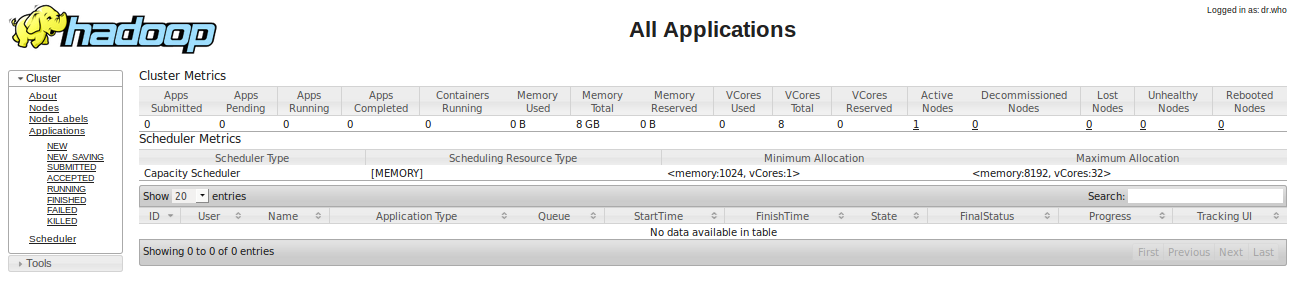 Logged in as: dr.who
hadoop
All Applications
Cluster
About
Nodes
Node Labels
Applications
NEW
NEW_SAVING
SUBMITTED
ACCEPTED
RUNNING
FINISHED
FAILED
KILLED
Scheduler
Tools
Cluster Metrics
Apps Submitted Apps Pending Apps Running Apps Completed Containers Running Memory Used Memory Total Memory Reserved VCores Used VCores Total VCores Reserved Active Nodes Decommissioned Nodes Lost Nodes Unhealthy Nodes Rebooted Nodes
0 0 0 0 0 0 B 8 GB 0 B 0 8 0 1 0 0 0 0
Scheduler Metrics
Scheduler Type Scheduling Resource Type Minimum Allocation Maximum Allocation
Capacity Scheduler [MEMORY] <memory:1024, vCores:1> <memory:8192, vCores:32>
Show 20 entries Search:
ID User Name Application Type Queue StartTime FinishTime State FinalStatus Progress Tracking UI
No data available in table
Showing 0 to 0 of 0 entries First Previous Next Last